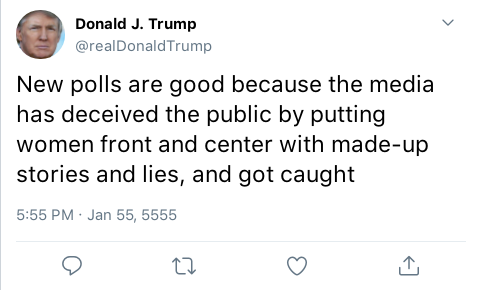 Donald J. Trump
@realDonaldTrump
New polls are good because the media
has deceived the public by putting
women front and center with made-up
stories and lies, and got caught
5:55 PM · Jan 55, 5555